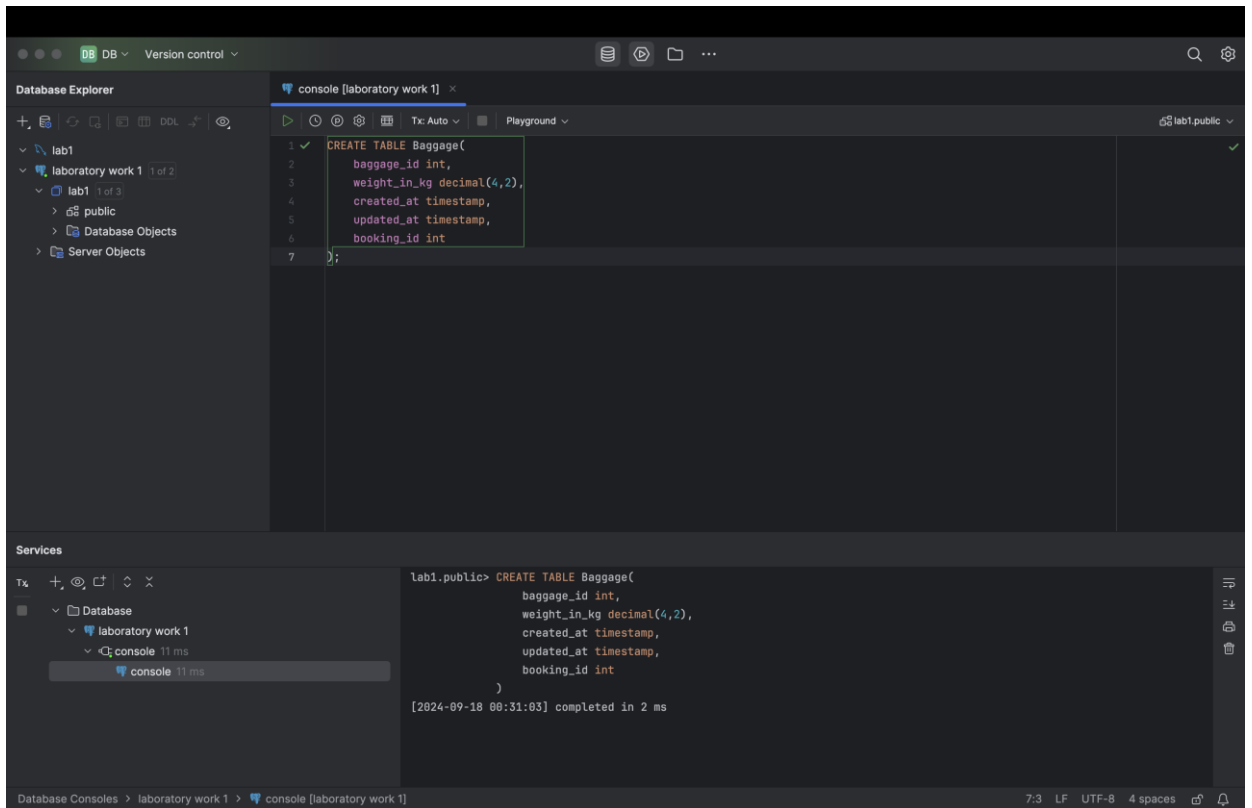 DB DB Version control
Database Explorer
console [laboratory work 1]
DDL
Tx: Auto
Playground
lab1.public
lab1
laboratory work 1 1 of 2
lab1 1 of 3
public
Database Objects
Server Objects
1 CREATE TABLE Baggage(
2 baggage_id int,
3 weight_in_kg decimal(4,2),
4 created_at timestamp,
5 updated_at timestamp,
6 booking_id int
7 );
Services
Tx
Database
laboratory work 1
console 11 ms
console 11 ms
lab1.public> CREATE TABLE Baggage(
baggage_id int,
weight_in_kg decimal(4,2),
created_at timestamp,
updated_at timestamp,
booking_id int
)
[2024-09-18 00:31:03] completed in 2 ms
Database Consoles > laboratory work 1 > console [laboratory work 1]
7:3 LF UTF-8 4 spaces